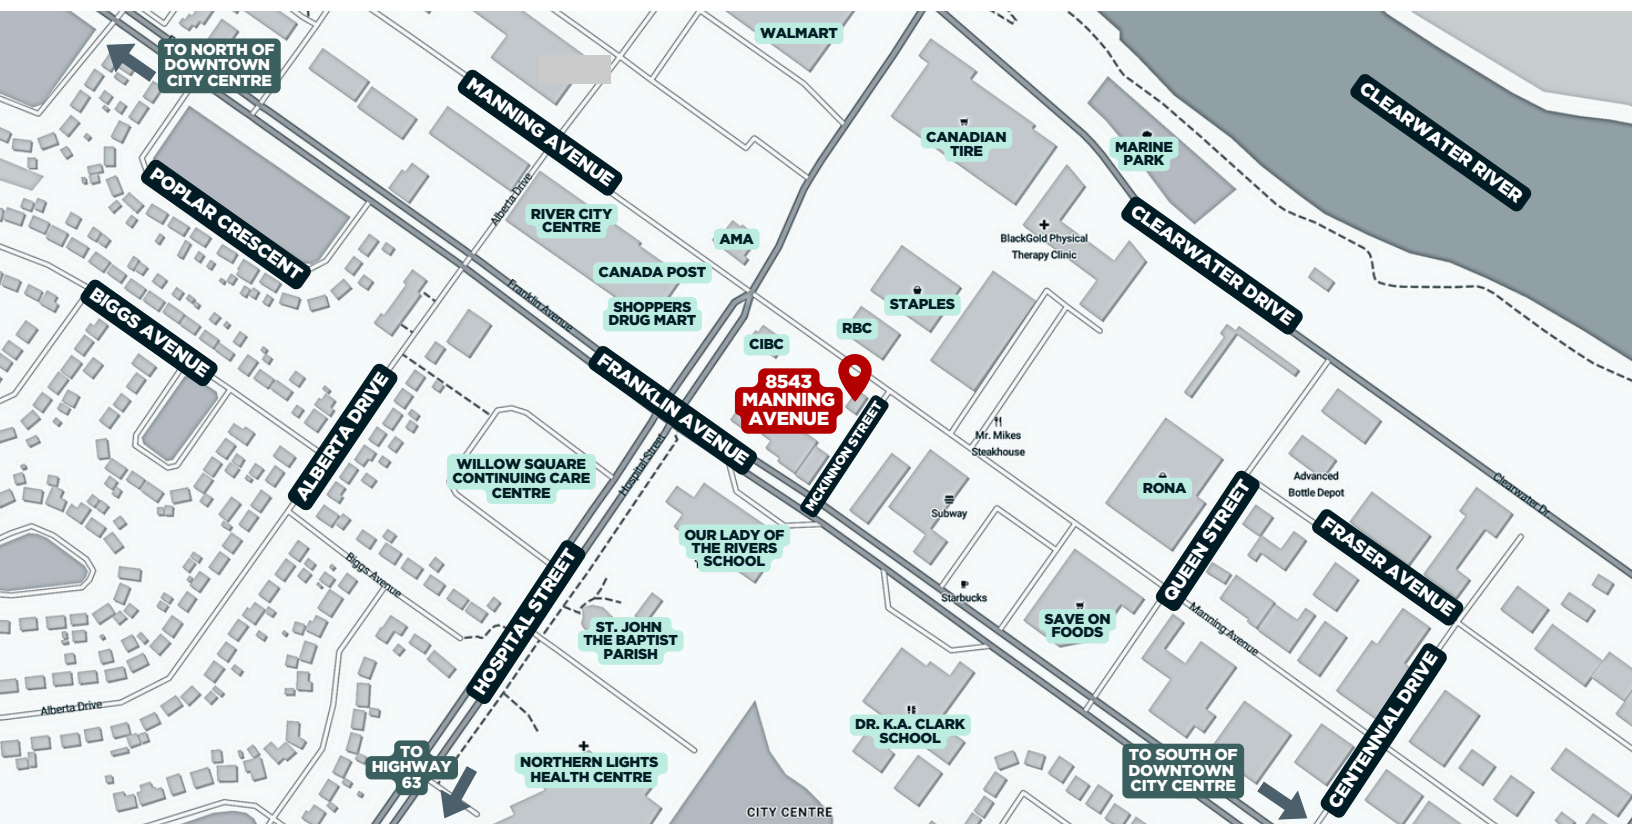 WALMART
TO NORTH OF
DOWNTOWN
CITY CENTRE
MANNING AVENUE
CLEARWATER RIVER
CANADIAN
TIRE
MARINE
PARK
POPLAR CRESCENT
Alberta Drive
RIVER CITY
CENTRE
AMA
BlackGold Physical
Therapy Clinic
CLEARWATER DRIVE
CANADA POST
BIGGS AVENUE
Franklin Avenue
SHOPPERS
DRUG MART
STAPLES
RBC
CIBC
FRANKLIN AVENUE
8543
MANNING
AVENUE
ALBERTA DRIVE
MCKINNON STREET
Mr. Mikes
Steakhouse
Hospital Street
WILLOW SQUARE
CONTINUING CARE
CENTRE
RONA
Advanced
Bottle Depot
Clearwater Dr.
Subway
QUEEN STREET
FRASER AVENUE
OUR LADY OF
THE RIVERS
SCHOOL
Biggs Avenue
Starbucks
HOSPITAL STREET
SAVE ON
FOODS
Manning Avenue
ST. JOHN
THE BAPTIST
PARISH
Alberta Drive
DR. K.A. CLARK
SCHOOL
CENTENNIAL DRIVE
TO
HIGHWAY
63
NORTHERN LIGHTS
HEALTH CENTRE
TO SOUTH OF
DOWNTOWN
CITY CENTRE
CITY CENTRE